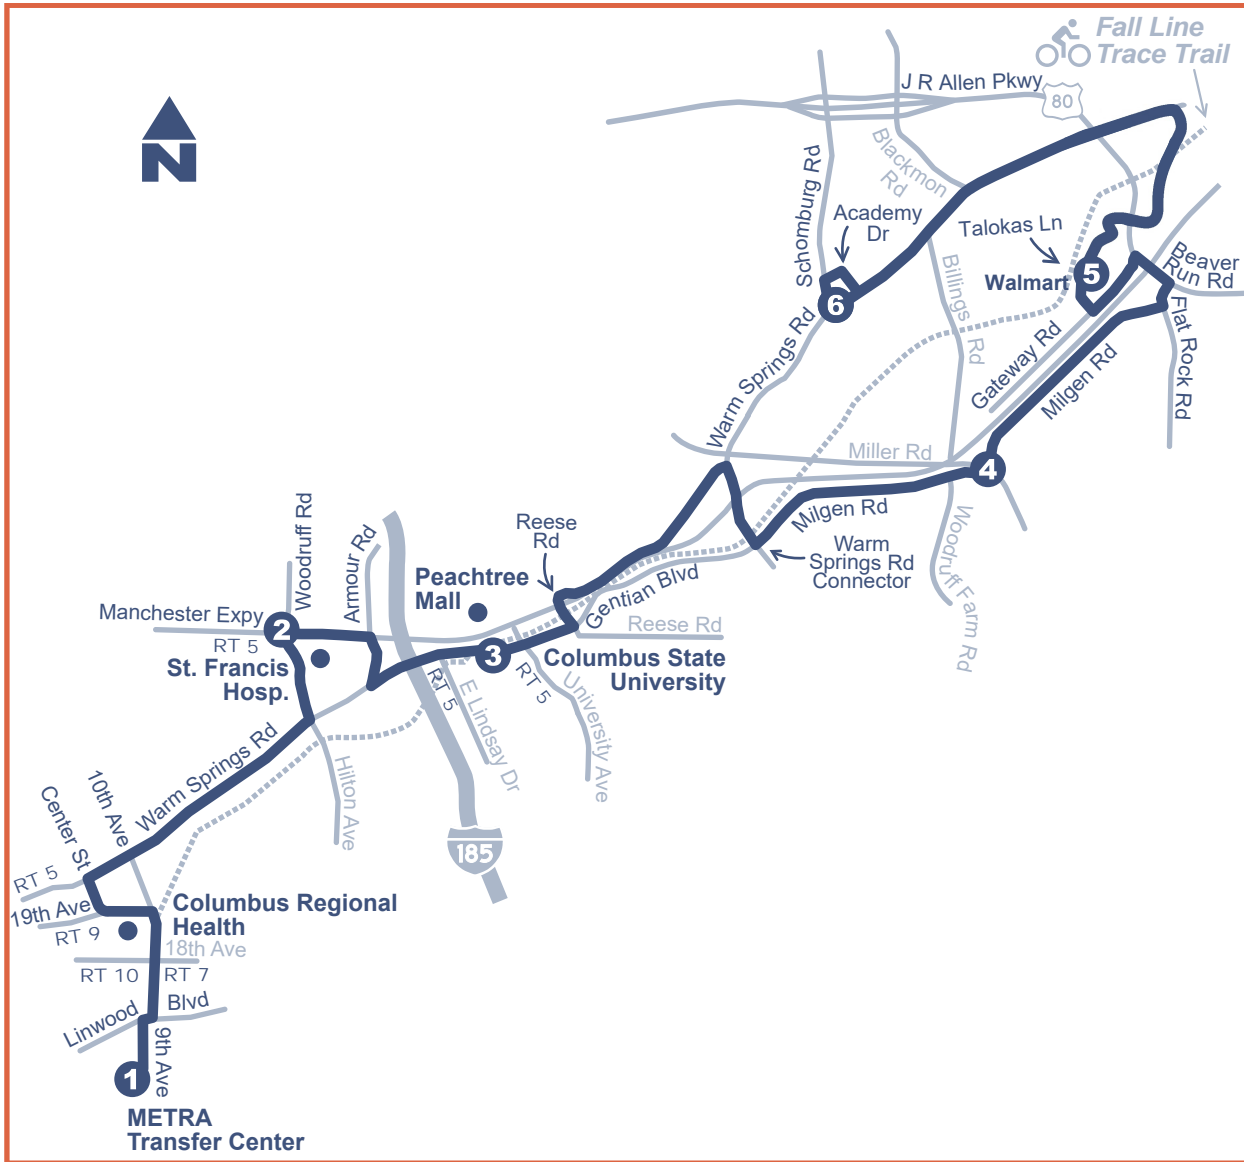 Fall Line
Trace Trail
J R Allen Pkwy
80
N
Blackmon
Rd
Schomburg Rd
Academy
Dr
Talokas Ln
Walmart
5
Beaver
Run Rd
Billings Rd
6
Flat Rock Rd
Gateway Rd
Warm Springs Rd
Milgen Rd
Miller Rd
4
Milgen Rd
Woodruff Farm Rd
Warm
Springs Rd
Connector
Reese
Rd
Woodruff Rd
Armour Rd
Peachtree
Mall
Gentian Blvd
Manchester Expy
2
RT 5
Reese Rd
3
Columbus State
University
St. Francis
Hosp.
RT 5
RT 5
E Lindsay Dr
University Ave
Warm Springs Rd
Hilton Ave
10th Ave
Center St
185
RT 5
19th Ave
RT 9
Columbus Regional
Health
18th Ave
RT 10
RT 7
Linwood Blvd
9th Ave
1
METRA
Transfer Center